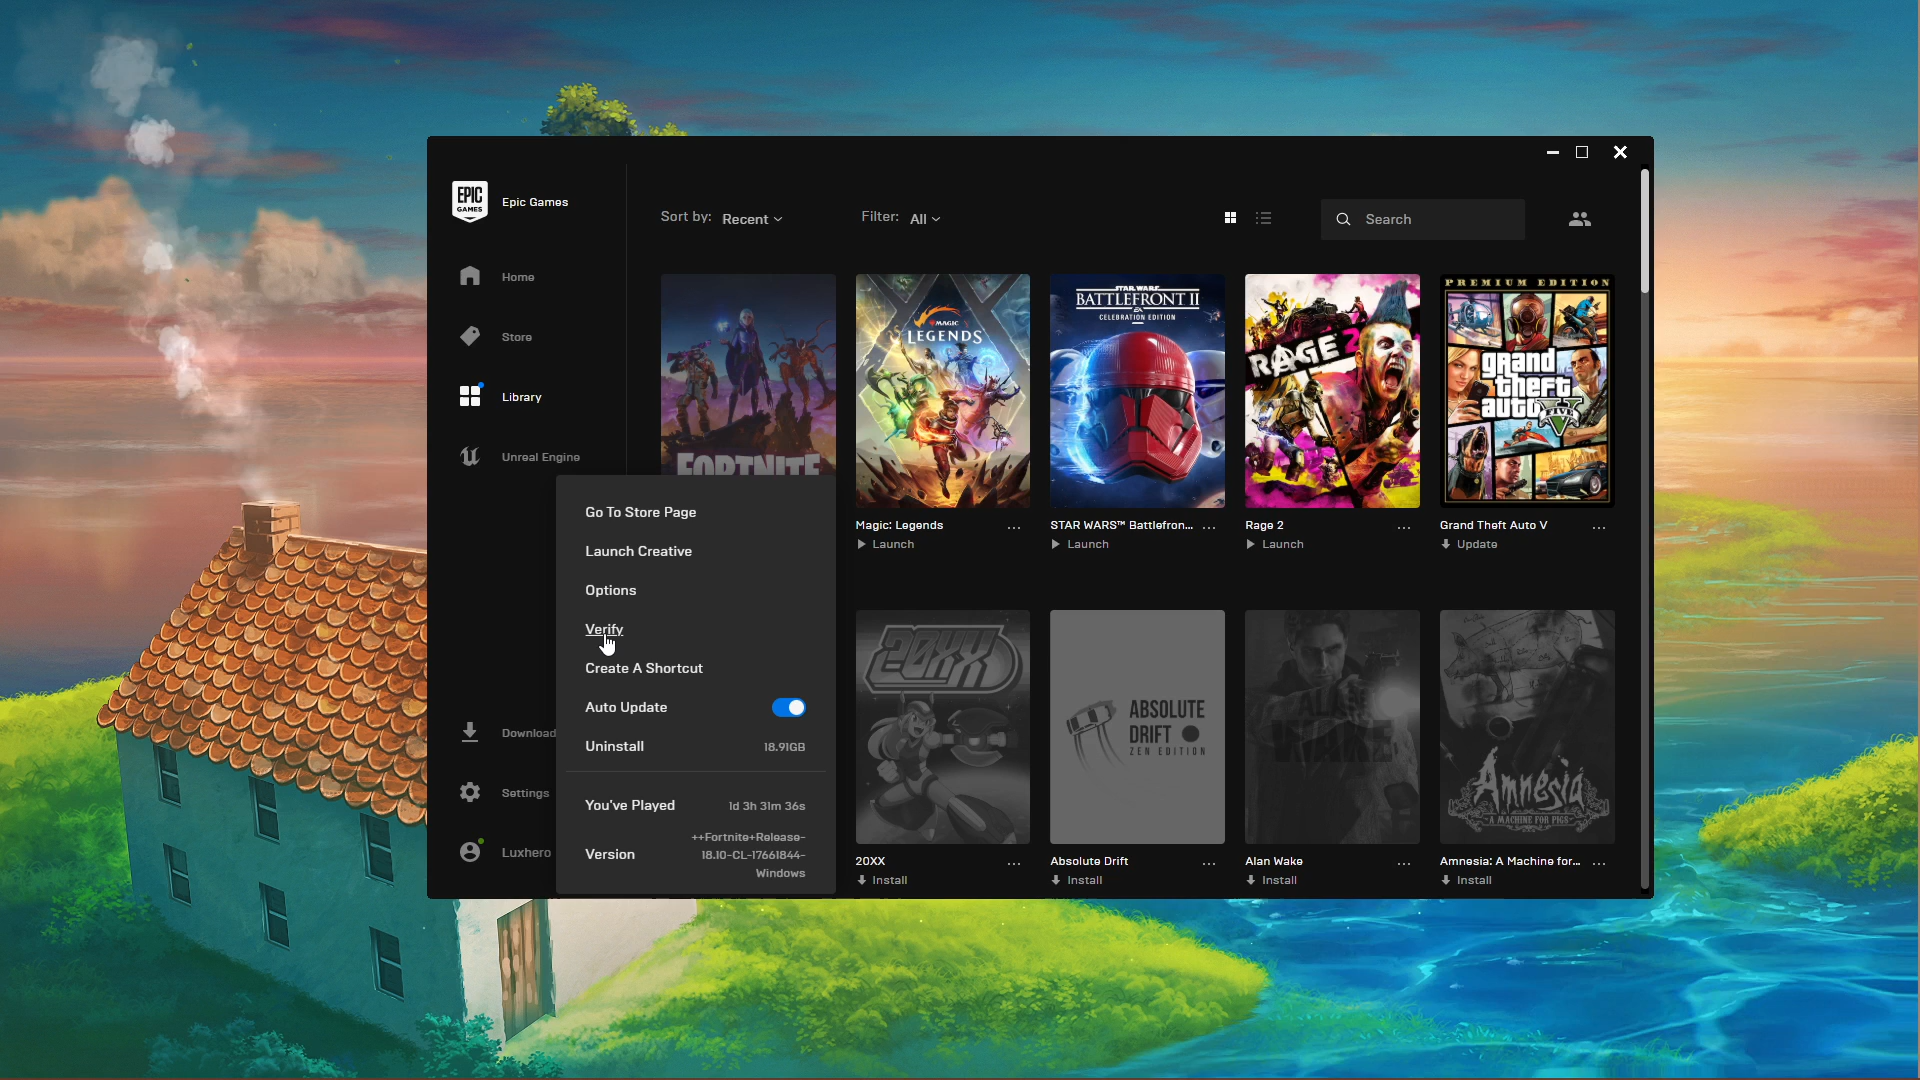 EPIC
GAMES
Epic Games
Home
Store
Library
Unreal Engine
Download
Settings
Luxhero
Sort by:
Recent
Filter:
All
Search
FORTNITE
MAGIC
LEGENDS
STAR WARS
BATTLEFRONT II
CELEBRATION EDITION
RAGE 2
PREMIUM EDITION
grand
theft
auto
FIVE
Magic: Legends
...
Launch
STAR WARS™ Battlefron...
...
Launch
Rage 2
...
Launch
Grand Theft Auto V
...
Update
Go To Store Page
Launch Creative
Options
Verify
Create A Shortcut
Auto Update
Uninstall
18.91GB
You've Played
1d 3h 31m 36s
Version
++Fortnite+Release-
18.10-CL-17661844-
Windows
20XX
ABSOLUTE
DRIFT
ZEN EDITION
ALAN
WAKE
Amnesia
A MACHINE FOR PIGS
20XX
...
Install
Absolute Drift
...
Install
Alan Wake
...
Install
Amnesia: A Machine for...
...
Install